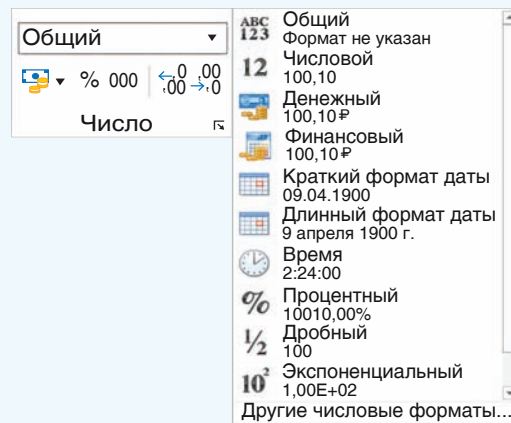 Общий
% 000 ←,0 ,00
,00 →,0
Число
ABC
123
Общий
Формат не указан
12
Числовой
100,10
Денежный
100,10 ₽
Финансовый
100,10 ₽
Краткий формат даты
09.04.1900
Длинный формат даты
9 апреля 1900 г.
Время
2:24:00
%
Процентный
10010,00%
½
Дробный
100
10²
Экспоненциальный
1,00E+02
Другие числовые форматы...